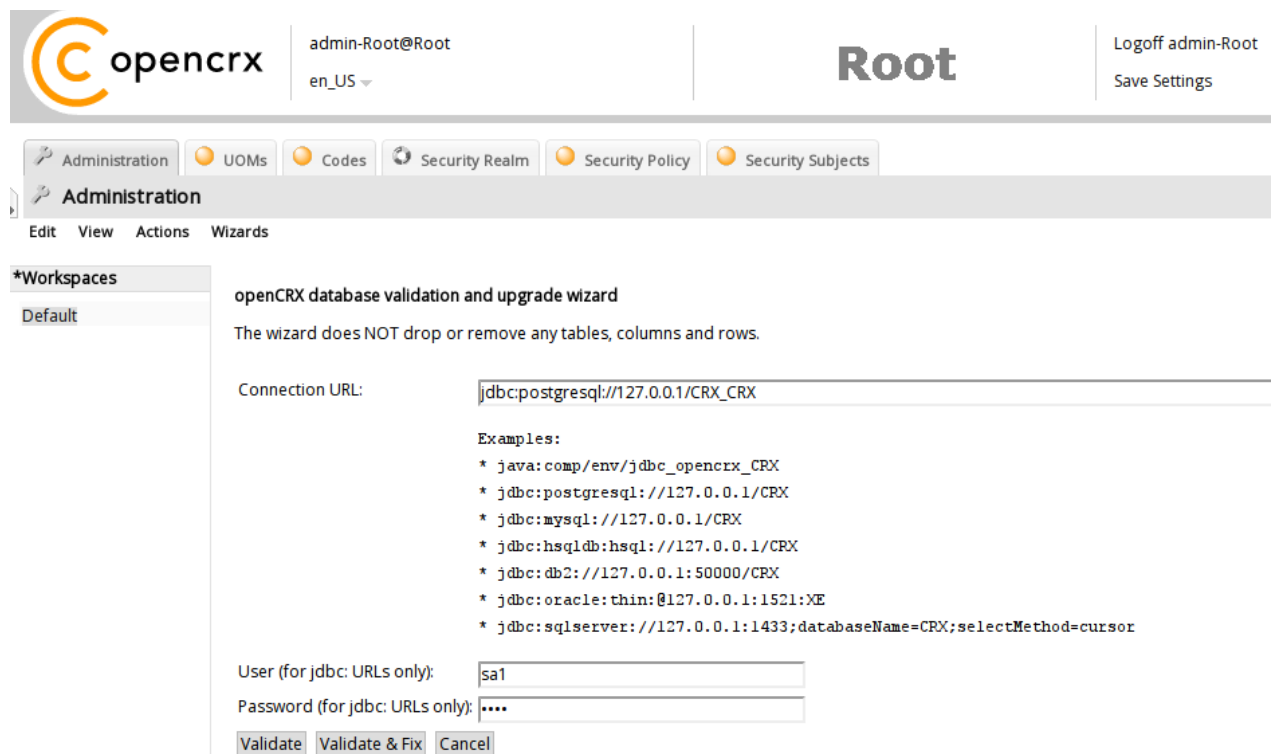 opencrx
admin-Root@Root
en_US
Root
Logoff admin-Root
Save Settings
Administration UOMs Codes Security Realm Security Policy Security Subjects
Administration
Edit View Actions Wizards
*Workspaces
Default
openCRX database validation and upgrade wizard
The wizard does NOT drop or remove any tables, columns and rows.
Connection URL: jdbc:postgresql://127.0.0.1/CRX_CRX
Examples:
* java:comp/env/jdbc_opencrx_CRX
* jdbc:postgresql://127.0.0.1/CRX
* jdbc:mysql://127.0.0.1/CRX
* jdbc:hsqldb:hsql://127.0.0.1/CRX
* jdbc:db2://127.0.0.1:50000/CRX
* jdbc:oracle:thin:@127.0.0.1:1521:XE
* jdbc:sqlserver://127.0.0.1:1433;databaseName=CRX;selectMethod=cursor
User (for jdbc: URLs only): sa1
Password (for jdbc: URLs only): ••••
Validate Validate & Fix Cancel